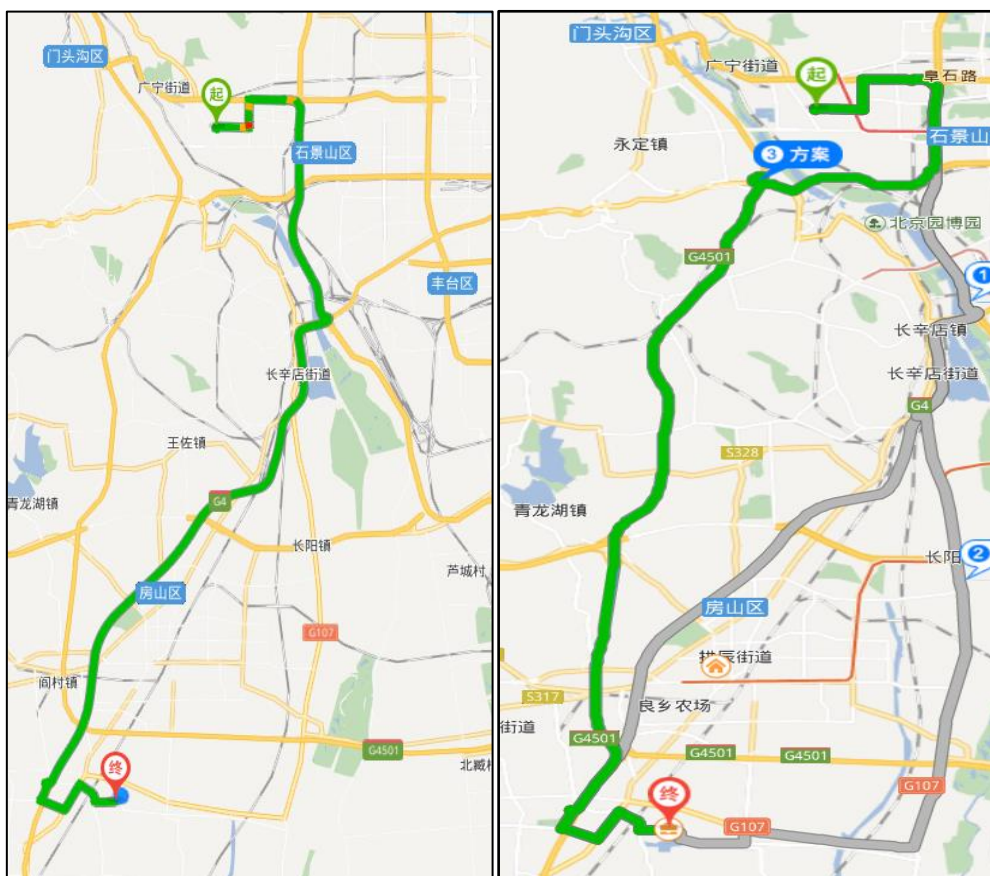 门头沟区
广宁街道
起
石景山区
丰台区
长辛店街道
王佐镇
青龙湖镇
G4
长阳镇
芦城村
房山区
G107
阎村镇
G4501
北臧村
终
门头沟区
广宁街道
起
阜石路
石景山
永定镇
3 方案
北京园博园
G4501
1
长辛店镇
长辛店街道
G4
S328
青龙湖镇
长阳
2
房山区
拱辰街道
S317
良乡农场
街道
G4501
G4501
G4501
终
G107
G107